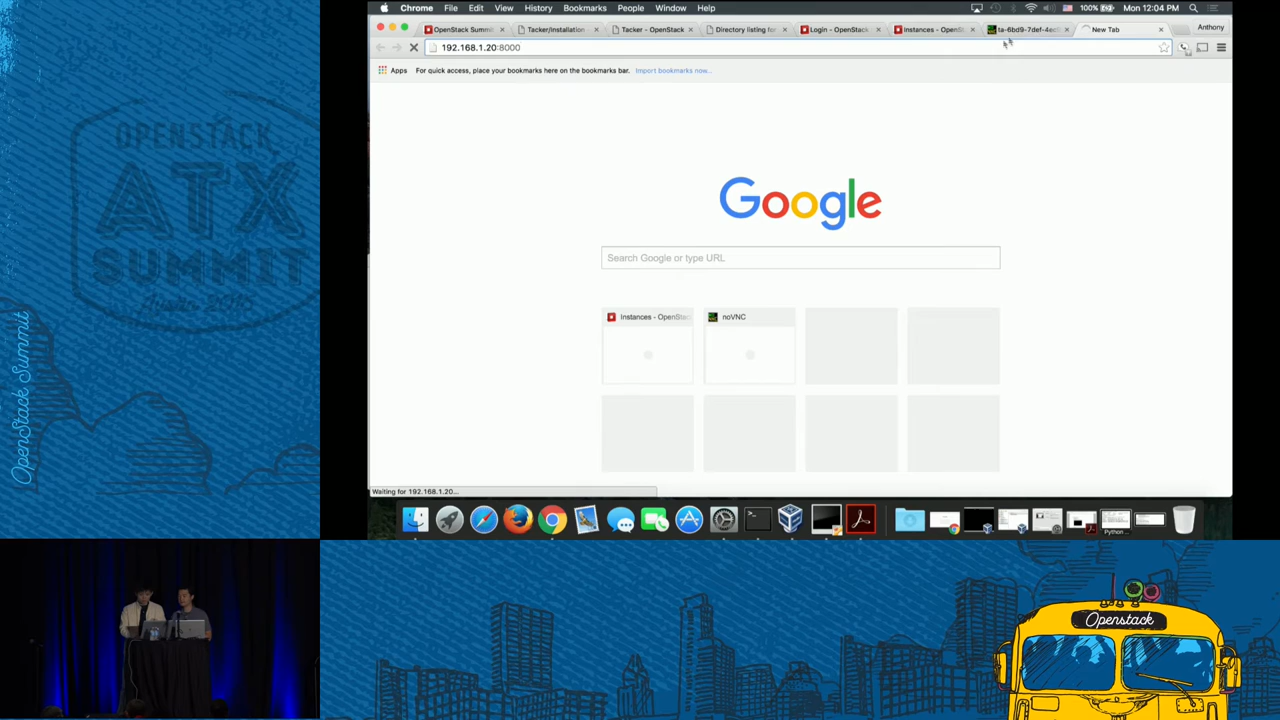 Chrome File Edit View History Bookmarks People Window Help 100% Mon 12:04 PM
OpenStack Summit Tacker/Installation Tacker - OpenStack Directory listing for Login - OpenStack Instances - OpenSt New Tab Anthony
192.168.1.20:8000
Apps For quick access, place your bookmarks here on the bookmarks bar. Import bookmarks now...
Google
Search Google or type URL
Instances - OpenStac noVNC
Waiting for 192.168.1.20...
Python ...
OPENSTACK
ATX
SUMMIT
OpenStack Summit
Openstack